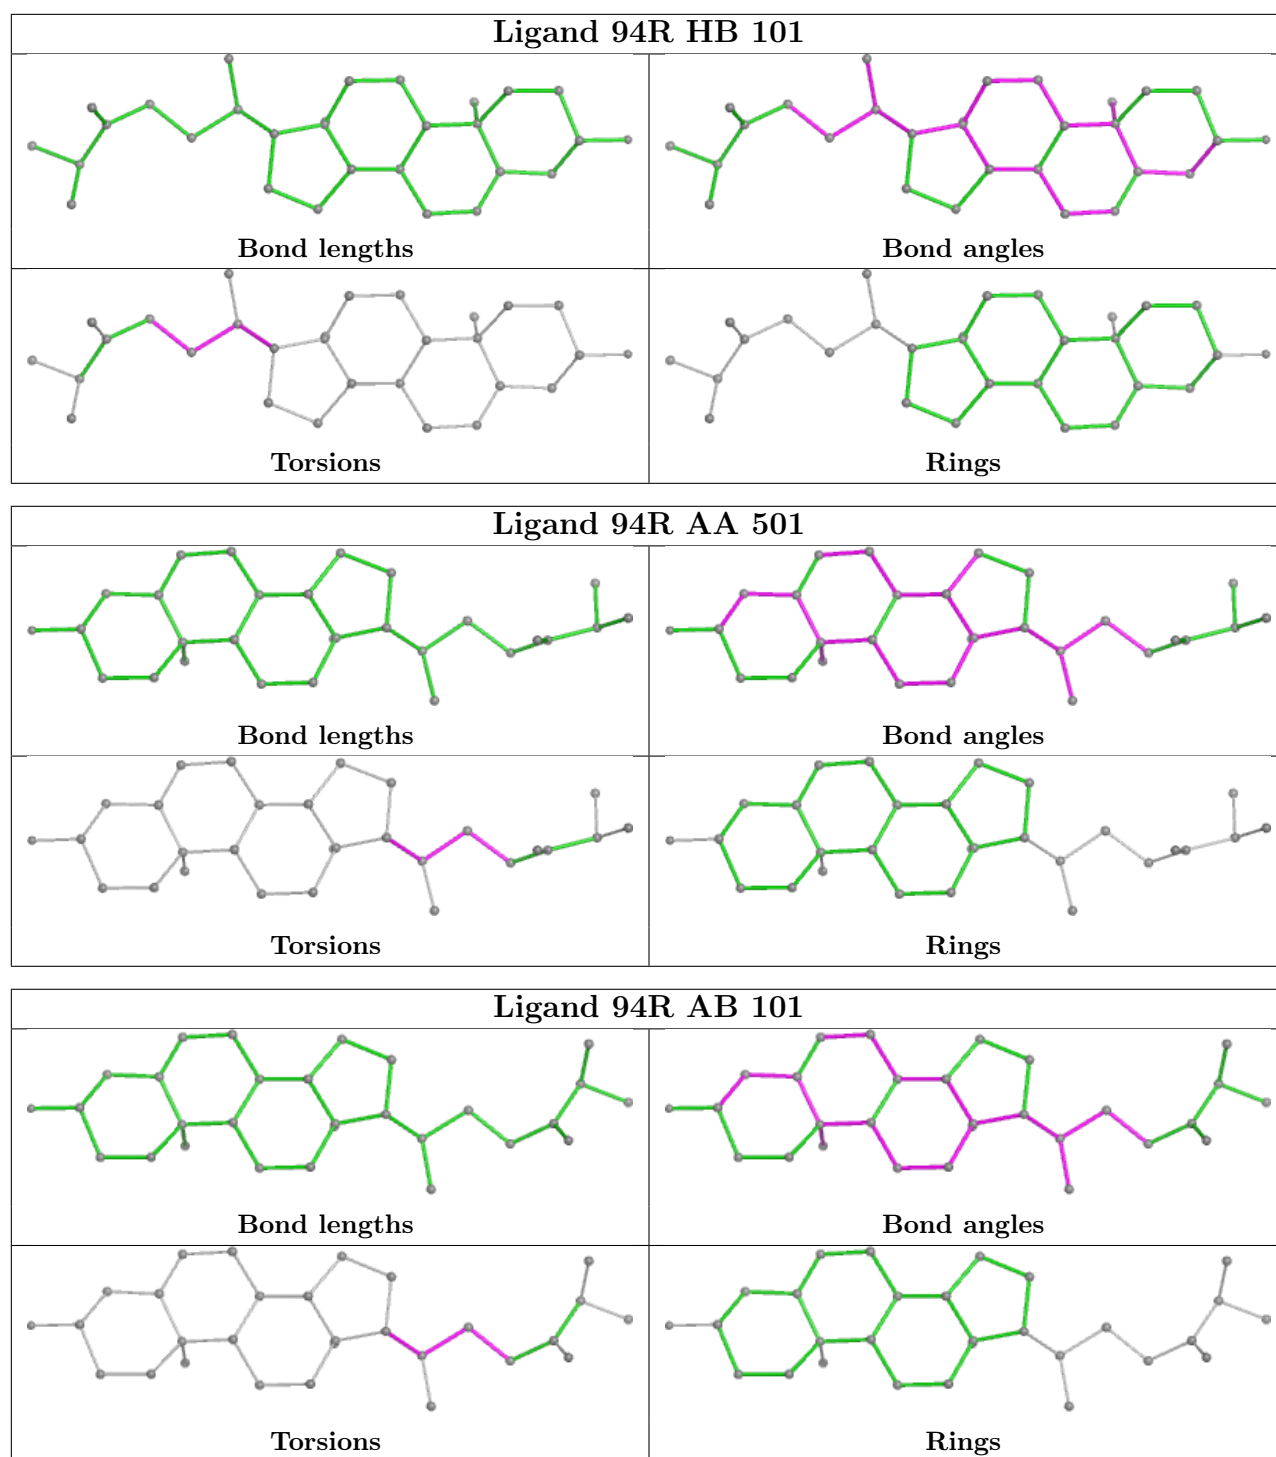 Ligand 94R HB 101
Bond lengths
Bond angles
Torsions
Rings
Ligand 94R AA 501
Bond lengths
Bond angles
Torsions
Rings
Ligand 94R AB 101
Bond lengths
Bond angles
Torsions
Rings